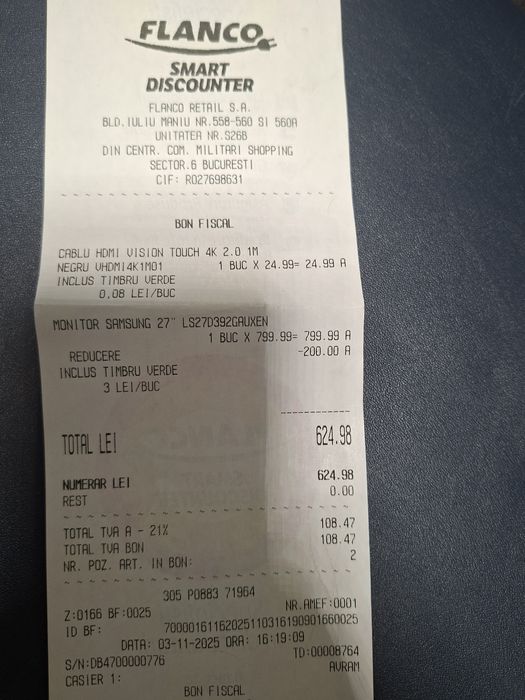 FLANCO
SMART
DISCOUNTER
FLANCO RETAIL S.A.
BLD.IULIU MANIU NR.558-560 SI 560A
UNITATEA NR.S26B
DIN CENTR. COM. MILITARI SHOPPING
SECTOR.6 BUCURESTI
CIF: RO27698631
BON FISCAL
CABLU HDMI VISION TOUCH 4K 2.0 1M
NEGRU VHDMI4K1M01 1 BUC X 24.99= 24.99 A
INCLUS TIMBRU VERDE
0.08 LEI/BUC
MONITOR SAMSUNG 27" LS27D392GAUXEN
1 BUC X 799.99= 799.99 A
REDUCERE -200.00 A
INCLUS TIMBRU VERDE
3 LEI/BUC
TOTAL LEI 624.98
NUMERAR LEI 624.98
REST 0.00
TOTAL TVA A - 21% 108.47
TOTAL TVA BON 108.47
NR. POZ. ART. IN BON: 2
305 P0883 71964
Z:0166 BF:0025 NR.AMEF:0001
ID BF: 70000161162025110316190901660025
DATA: 03-11-2025 ORA: 16:19:09
S/N:DB4700000776 TD:00008764
CASIER 1: AVRAM
BON FISCAL